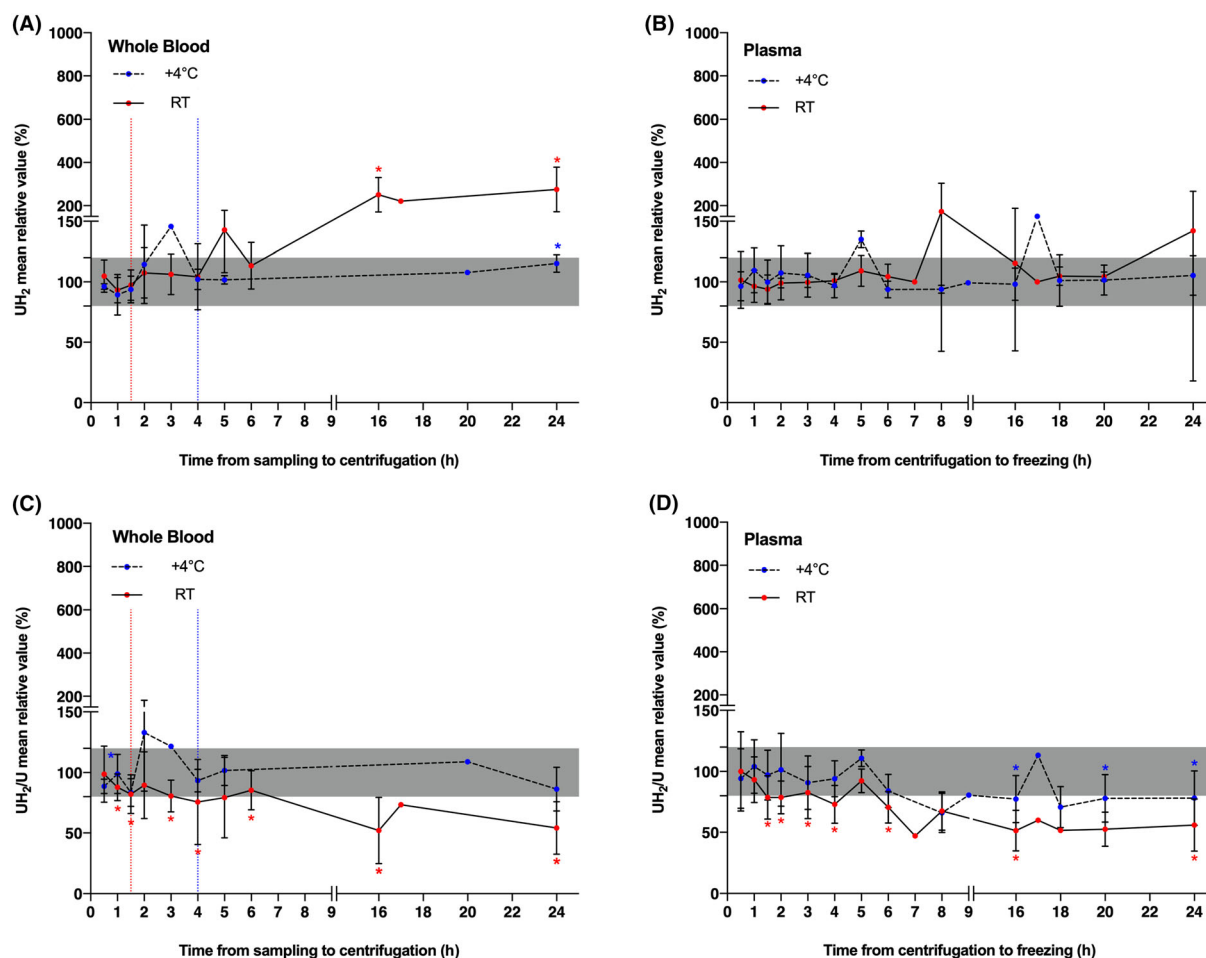 (A)
Whole Blood
+4°C
RT
UH2 mean relative value (%)
1000
800
600
400
200
150
100
50
0
*
*
*
0 1 2 3 4 5 6 7 8 9 16 18 20 22 24
Time from sampling to centrifugation (h)
(B)
Plasma
+4°C
RT
UH2 mean relative value (%)
1000
800
600
400
200
150
100
50
0
0 1 2 3 4 5 6 7 8 9 16 18 20 22 24
Time from centrifugation to freezing (h)
(C)
Whole Blood
+4°C
RT
UH2/U mean relative value (%)
1000
800
600
400
200
150
100
50
0
*
* * * * * * *
0 1 2 3 4 5 6 7 8 9 16 18 20 22 24
Time from sampling to centrifugation (h)
(D)
Plasma
+4°C
RT
UH2/U mean relative value (%)
1000
800
600
400
200
150
100
50
0
* * *
* * * * * * *
0 1 2 3 4 5 6 7 8 9 16 18 20 22 24
Time from centrifugation to freezing (h)